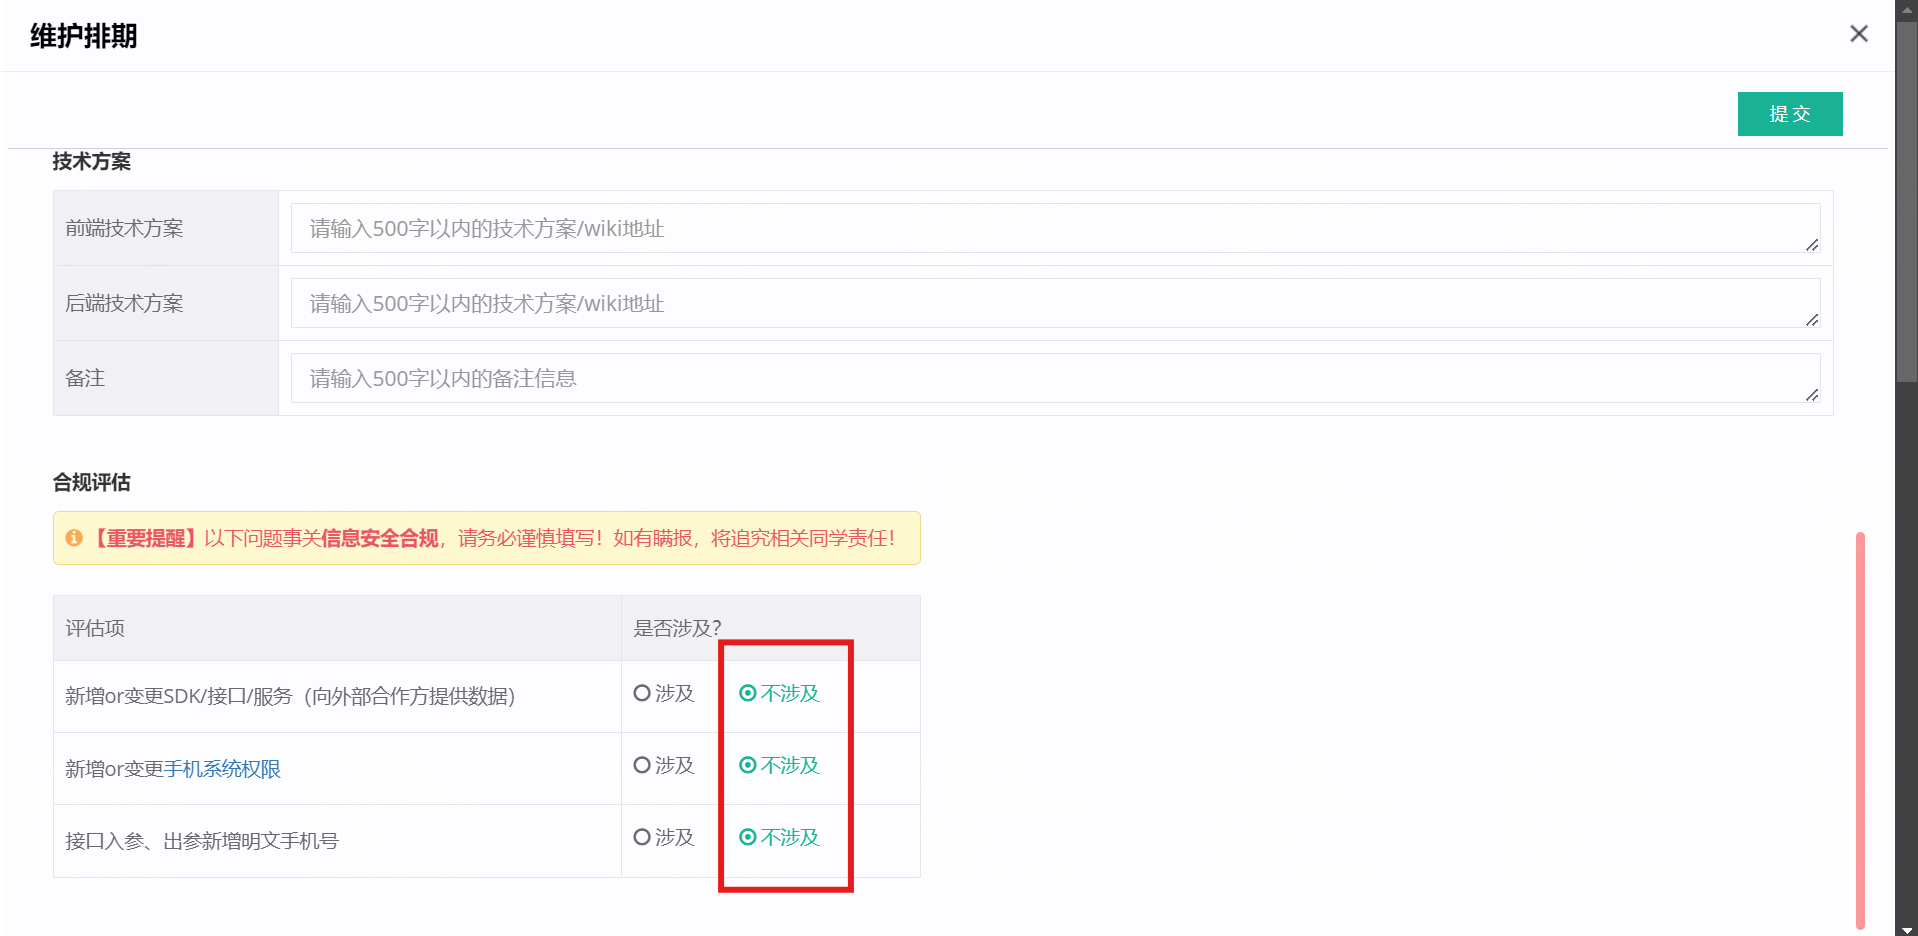 维护排期
提交
技术方案
前端技术方案
请输入500字以内的技术方案/wiki地址
后端技术方案
请输入500字以内的技术方案/wiki地址
备注
请输入500字以内的备注信息
合规评估
【重要提醒】以下问题事关信息安全合规，请务必谨慎填写！如有瞒报，将追究相关同学责任！
评估项
是否涉及？
新增or变更SDK/接口/服务（向外部合作方提供数据）
涉及 不涉及
新增or变更手机系统权限
涉及 不涉及
接口入参、出参新增明文手机号
涉及 不涉及